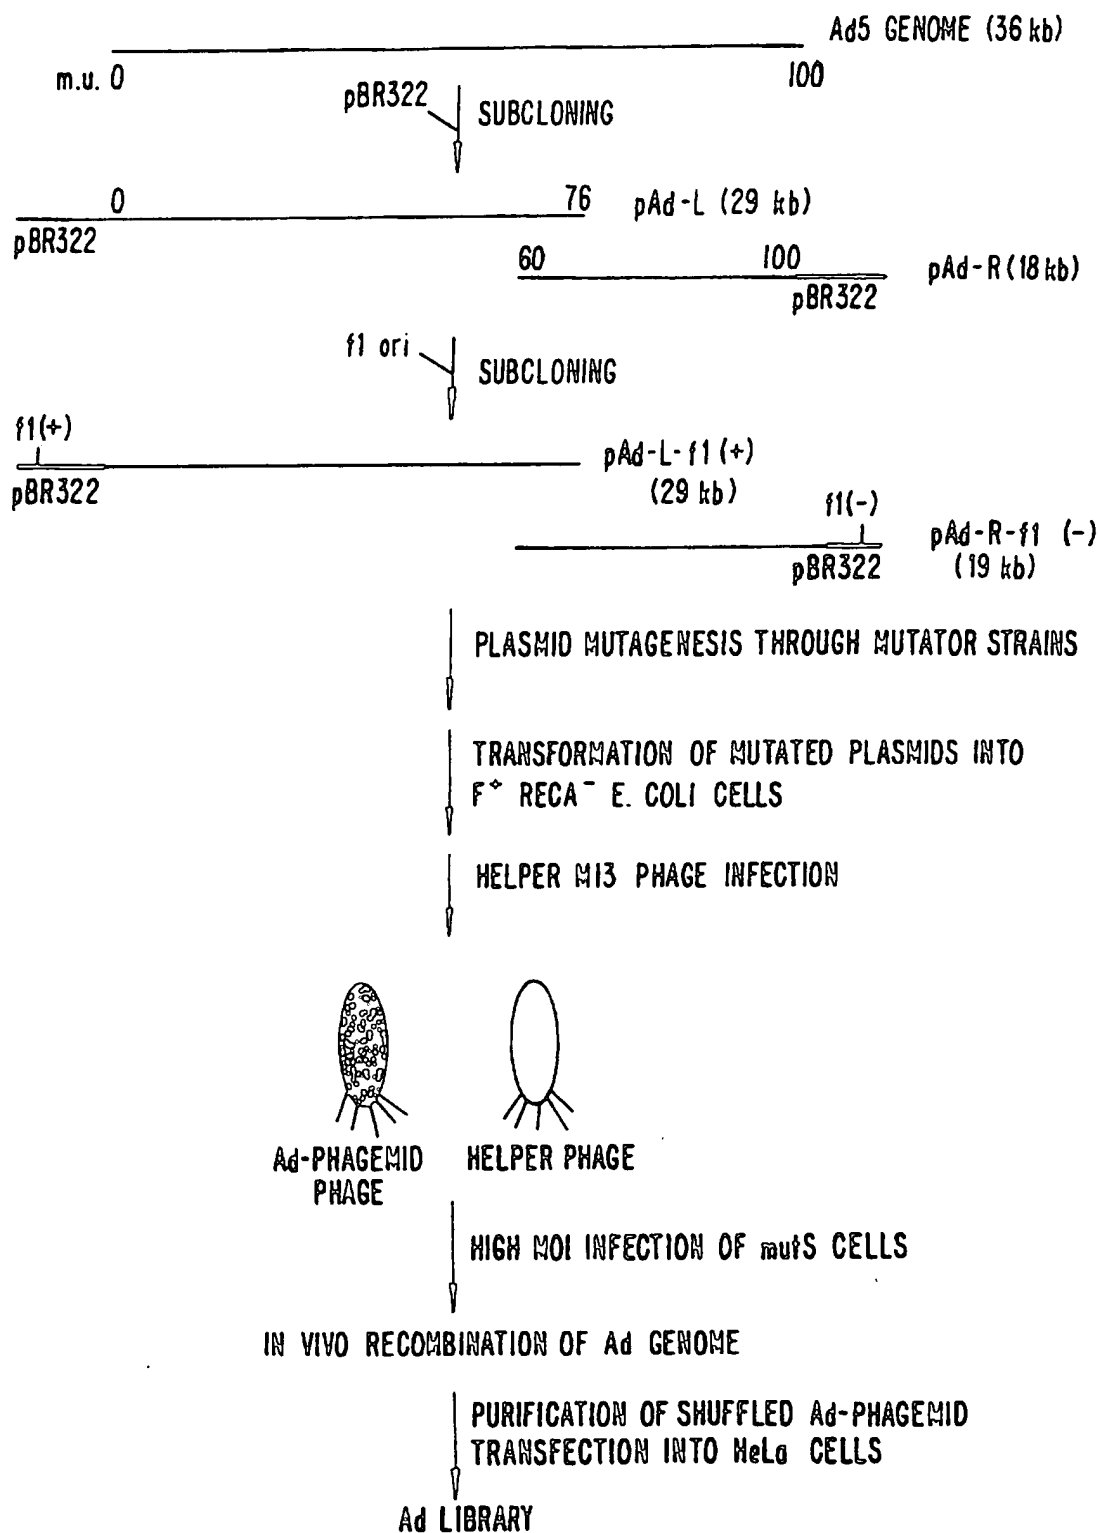 Ad5 GENOME (36 kb)
m.u. 0
100
pBR322
SUBCLONING
0
76
pAd-L (29 kb)
pBR322
60
100
pAd-R (18 kb)
pBR322
f1 ori
SUBCLONING
f1(+)
pBR322
pAd-L-f1 (+)
(29 kb)
f1(-)
pAd-R-f1 (-)
(19 kb)
pBR322
PLASMID MUTAGENESIS THROUGH MUTATOR STRAINS
TRANSFORMATION OF MUTATED PLASMIDS INTO
F⁺ RECA⁻ E. COLI CELLS
HELPER M13 PHAGE INFECTION
Ad-PHAGEMID
PHAGE
HELPER PHAGE
HIGH MOI INFECTION OF mutS CELLS
IN VIVO RECOMBINATION OF Ad GENOME
PURIFICATION OF SHUFFLED Ad-PHAGEMID
TRANSFECTION INTO HeLa CELLS
Ad LIBRARY